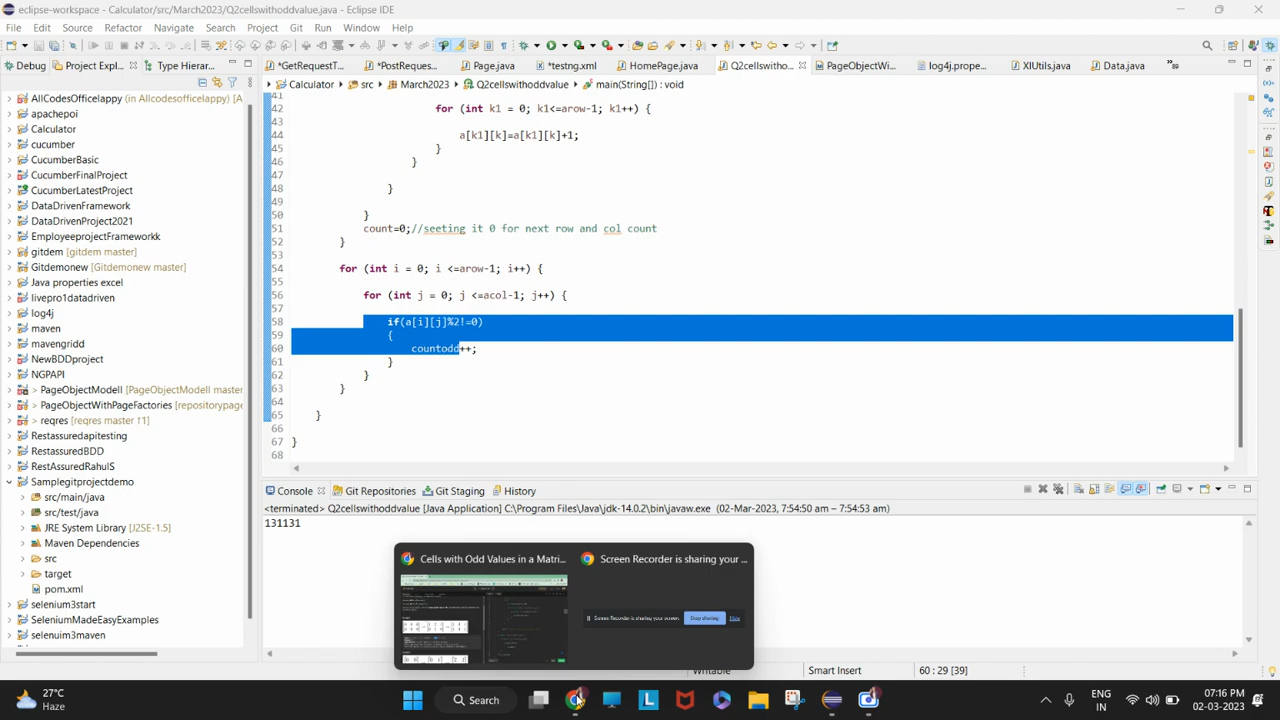 eclipse-workspace - Calculator/src/March2023/Q2cellswithoddvalue.java - Eclipse IDE
File Edit Source Refactor Navigate Search Project Git Run Window Help
Debug Project Expl... Type Hierar...
*GetRequestT... *PostReques... Page.java *testng.xml HomePage.java Q2cellswitho... PageObjectWi... log4j.prope... XIUtils.java Data.java
Calculator src March2023 Q2cellswithoddvalue main(String[]) : void
AllCodesOfficelappy (in Allcodesofficelappy) [A
apachepoi
Calculator
cucumber
CucumberBasic
CucumberFinalProject
CucumberLatestProject
DataDrivenFramework
DataDrivenProject2021
EmployeeprojectFrameworkk
gitdem [gitdem master]
Gitdemonew [Gitdemonew master]
Java properties excel
livepro1datadriven
log4j
maven
mavengridd
NewBDDproject
NGPAPI
> PageObjectModell [PageObjectModell master
> PageObjectWithPageFactories [repositorypage
> reqres [reqres master ↑1]
Restassuredapitesting
RestassuredBDD
RestAssuredRahulS
Samplegitprojectdemo
src/main/java
src/test/java
JRE System Library [J2SE-1.5]
Maven Dependencies
src
target
pom.xml
selenium3start
selenium4madeEasyExamples
selenuim3maven
41
42 for (int k1 = 0; k1<=arow-1; k1++) {
43
44 a[k1][k]=a[k1][k]+1;
45 }
46 }
47
48 }
49
50 }
51 count=0;//seeting it 0 for next row and col count
52 }
53
54 for (int i = 0; i <=arow-1; i++) {
55
56 for (int j = 0; j <=acol-1; j++) {
57
58 if(a[i][j]%2!=0)
59 {
60 countodd++;
61 }
62 }
63 }
64
65 }
66
67 }
68
Console Git Repositories Git Staging History
<terminated> Q2cellswithoddvalue [Java Application] C:\Program Files\Java\jdk-14.0.2\bin\javaw.exe (02-Mar-2023, 7:54:50 am – 7:54:53 am)
131131
Cells with Odd Values in a Matri... Screen Recorder is sharing your ...
Screen Recorder is sharing your screen. Stop sharing Hide
Writable Smart Insert 60 : 29 [39]
27°C
Haze
Search
ENG
IN
07:16 PM
02-03-2023